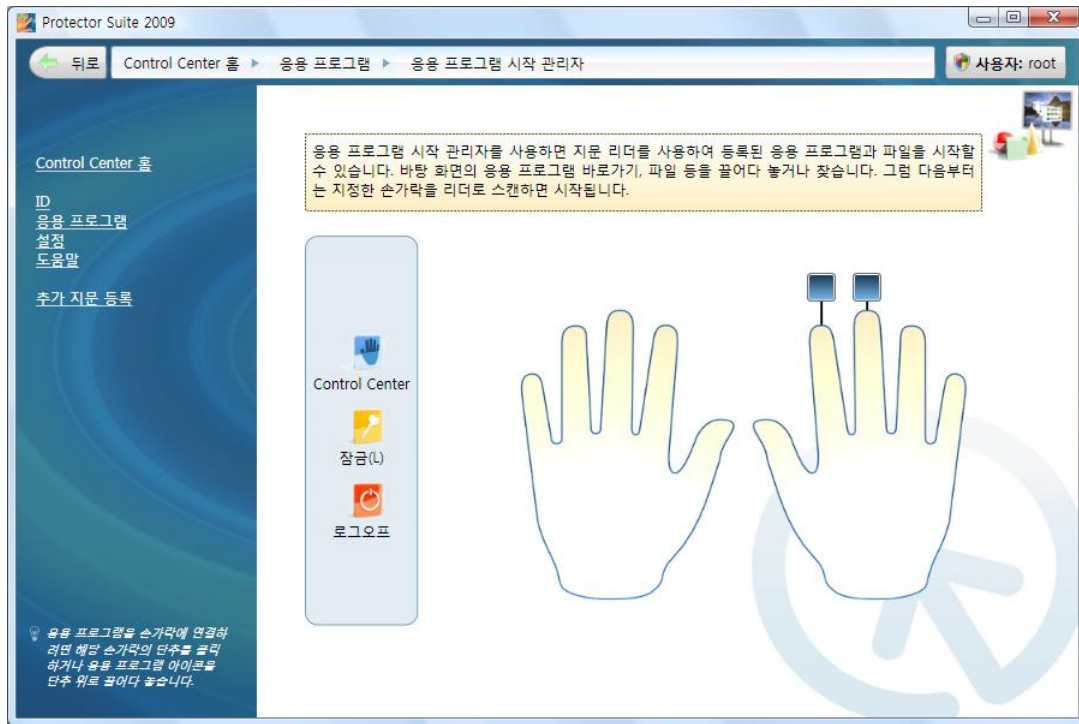 Protector Suite 2009
뒤로
Control Center 홈 ▶ 응용 프로그램 ▶ 응용 프로그램 시작 관리자
사용자: root
Control Center 홈
ID
응용 프로그램
설정
도움말
추가 지문 등록
응용 프로그램을 손가락에 연결하
려면 해당 손가락의 단추를 클릭
하거나 응용 프로그램 아이콘을
단추 위로 끌어다 놓습니다.
응용 프로그램 시작 관리자를 사용하면 지문 리더를 사용하여 등록된 응용 프로그램과 파일을 시작할
수 있습니다. 바탕 화면의 응용 프로그램 바로가기, 파일 등을 끌어다 놓거나 찾습니다. 그럼 다음부터
는 지정한 손가락을 리더로 스캔하면 시작됩니다.
Control Center
잠금(L)
로그오프